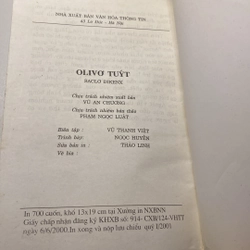 NHÀ XUẤT BẢN VĂN HÓA THÔNG TIN
43 Lò Đúc - Hà Nội
OLIVƠ TUÝT
SACLƠ ĐICKENX
Chịu trách nhiệm xuất bản
VŨ AN CHƯƠNG
Chịu trách nhiệm bản thảo
PHẠM NGỌC LUẬT
Biên tập : VŨ THANH VIỆT
Trình bày : NGỌC HUYỀN
Sửa bản in : THẢO LINH
Vẽ bìa :
In 700 cuốn, khổ 13x19 cm tại Xưởng in NXBNN
Giấy chấp nhận đăng ký KHXB số: 914- CXB/124-VHTT
ngày 6/6/2000.In xong và nộp lưu chiểu quý I/2001